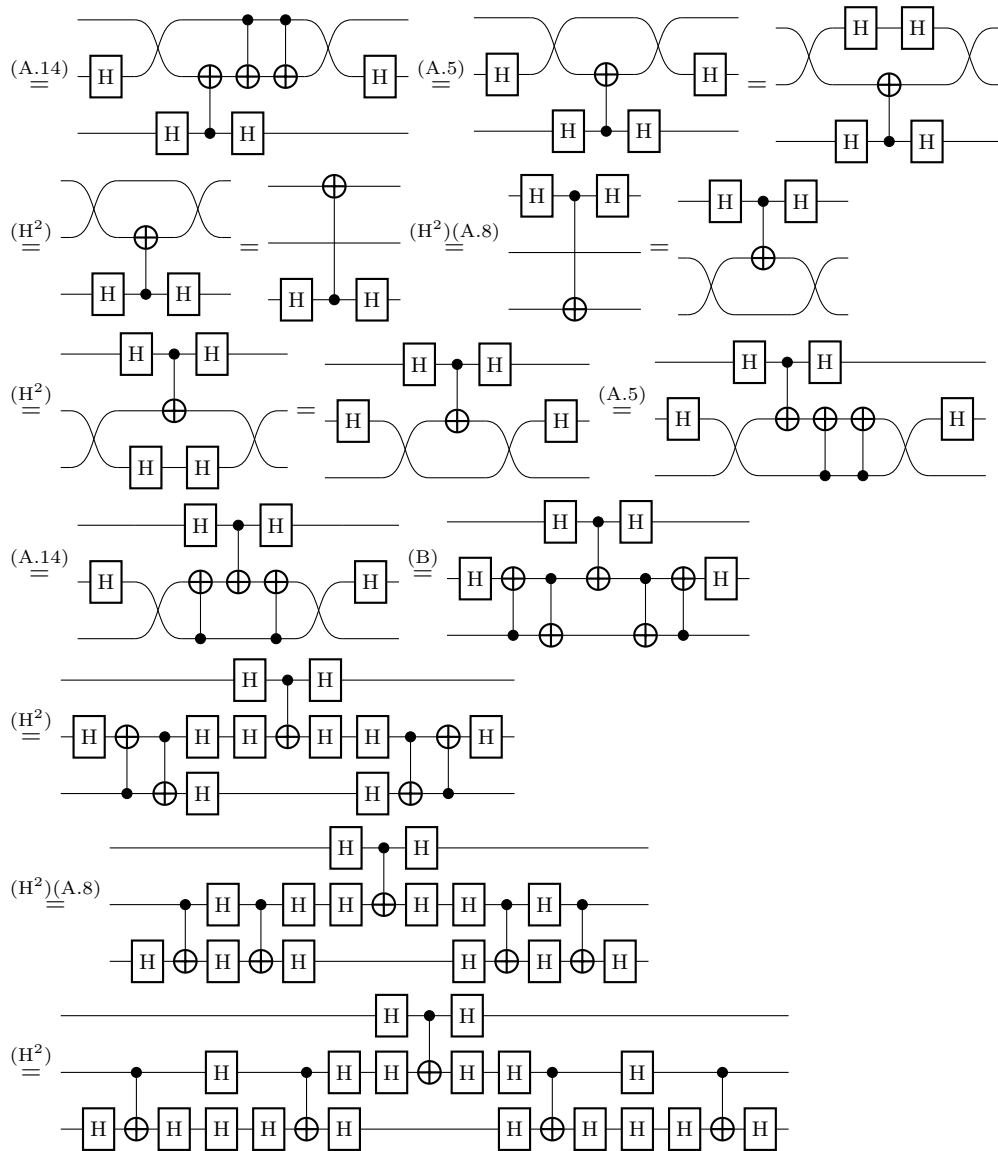 H H
(A.14) = H H (A.5) = H H =
H H H H H H
H H H H
(H²) = = (H²)(A.8) = =
H H H H
H H H H H H
(H²) = = H H (A.5) = H H
H H
H H H H
(A.14) = H H (B) = H H
H H
(H²) = H H H H H H
H H
H H
(H²)(A.8) = H H H H H H
H H H H H H
H H
(H²) = H H H H H H
H H H H H H H H H H